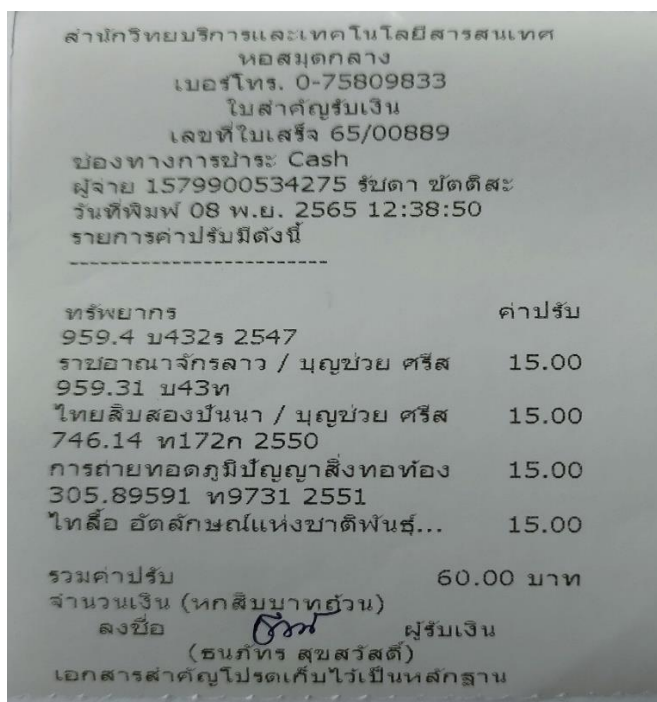 สำนักวิทยบริการและเทคโนโลยีสารสนเทศ
หอสมุดกลาง
เบอร์โทร. 0-75809833
ใบสำคัญรับเงิน
เลขที่ใบเสร็จ 65/00889
ช่องทางการชำระ Cash
ผู้จ่าย 1579900534275 รัชดา ขัตติสะ
วันที่พิมพ์ 08 พ.ย. 2565 12:38:50
รายการค่าปรับมีดังนี้
-------------------------
ทรัพยากร ค่าปรับ
959.4 บ432ร 2547
ราชอาณาจักรลาว / บุญช่วย ศรีส 15.00
959.31 บ43ท
ไทยสิบสองปันนา / บุญช่วย ศรีส 15.00
746.14 ท172ก 2550
การถ่ายทอดภูมิปัญญาสิ่งทอท้อง 15.00
305.89591 ท9731 2551
ไทลื้อ อัตลักษณ์แห่งชาติพันธุ์... 15.00
รวมค่าปรับ 60.00 บาท
จำนวนเงิน (หกสิบบาทถ้วน)
ลงชื่อ ผู้รับเงิน
(ธนภัทร สุขสวัสดิ์)
เอกสารสำคัญโปรดเก็บไว้เป็นหลักฐาน